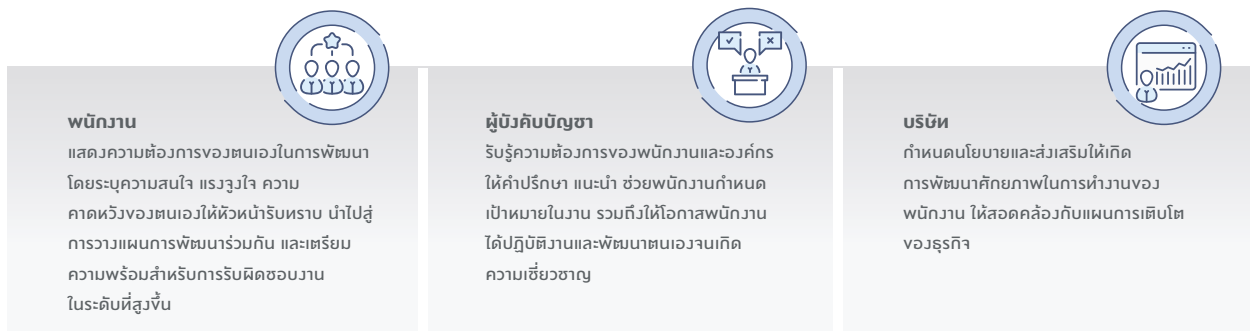 พนักงาน
แสดงความต้องการของตนเองในการพัฒนา
โดยระบุความสนใจ แรงจูงใจ ความ
คาดหวังของตนเองให้หัวหน้ารับทราบ นำไปสู่
การวางแผนการพัฒนาร่วมกัน และเตรียม
ความพร้อมสำหรับการรับผิดชอบงาน
ในระดับที่สูงขึ้น
ผู้บังคับบัญชา
รับรู้ความต้องการของพนักงานและองค์กร
ให้คำปรึกษา แนะนำ ช่วยพนักงานกำหนด
เป้าหมายในงาน รวมถึงให้โอกาสพนักงาน
ได้ปฏิบัติงานและพัฒนาตนเองจนเกิด
ความเชี่ยวชาญ
บริษัท
กำหนดนโยบายและส่งเสริมให้เกิด
การพัฒนาศักยภาพในการทำงานของ
พนักงาน ให้สอดคล้องกับแผนการเติบโต
ของธุรกิจ